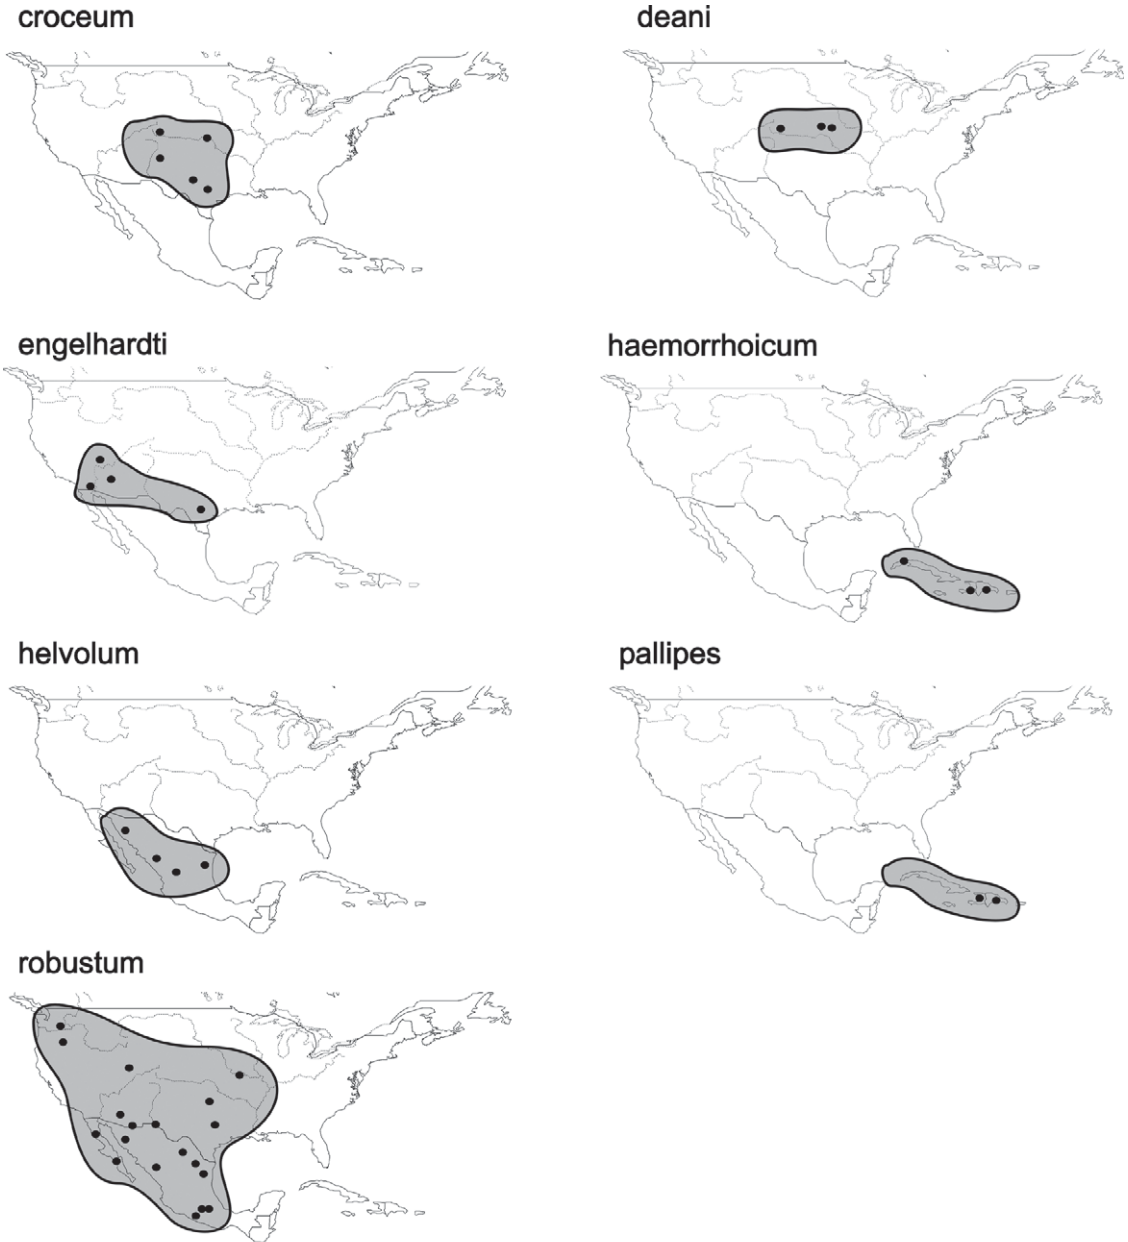 croceum
deani
engelhardti
haemorrhoicum
helvolum
pallipes
robustum